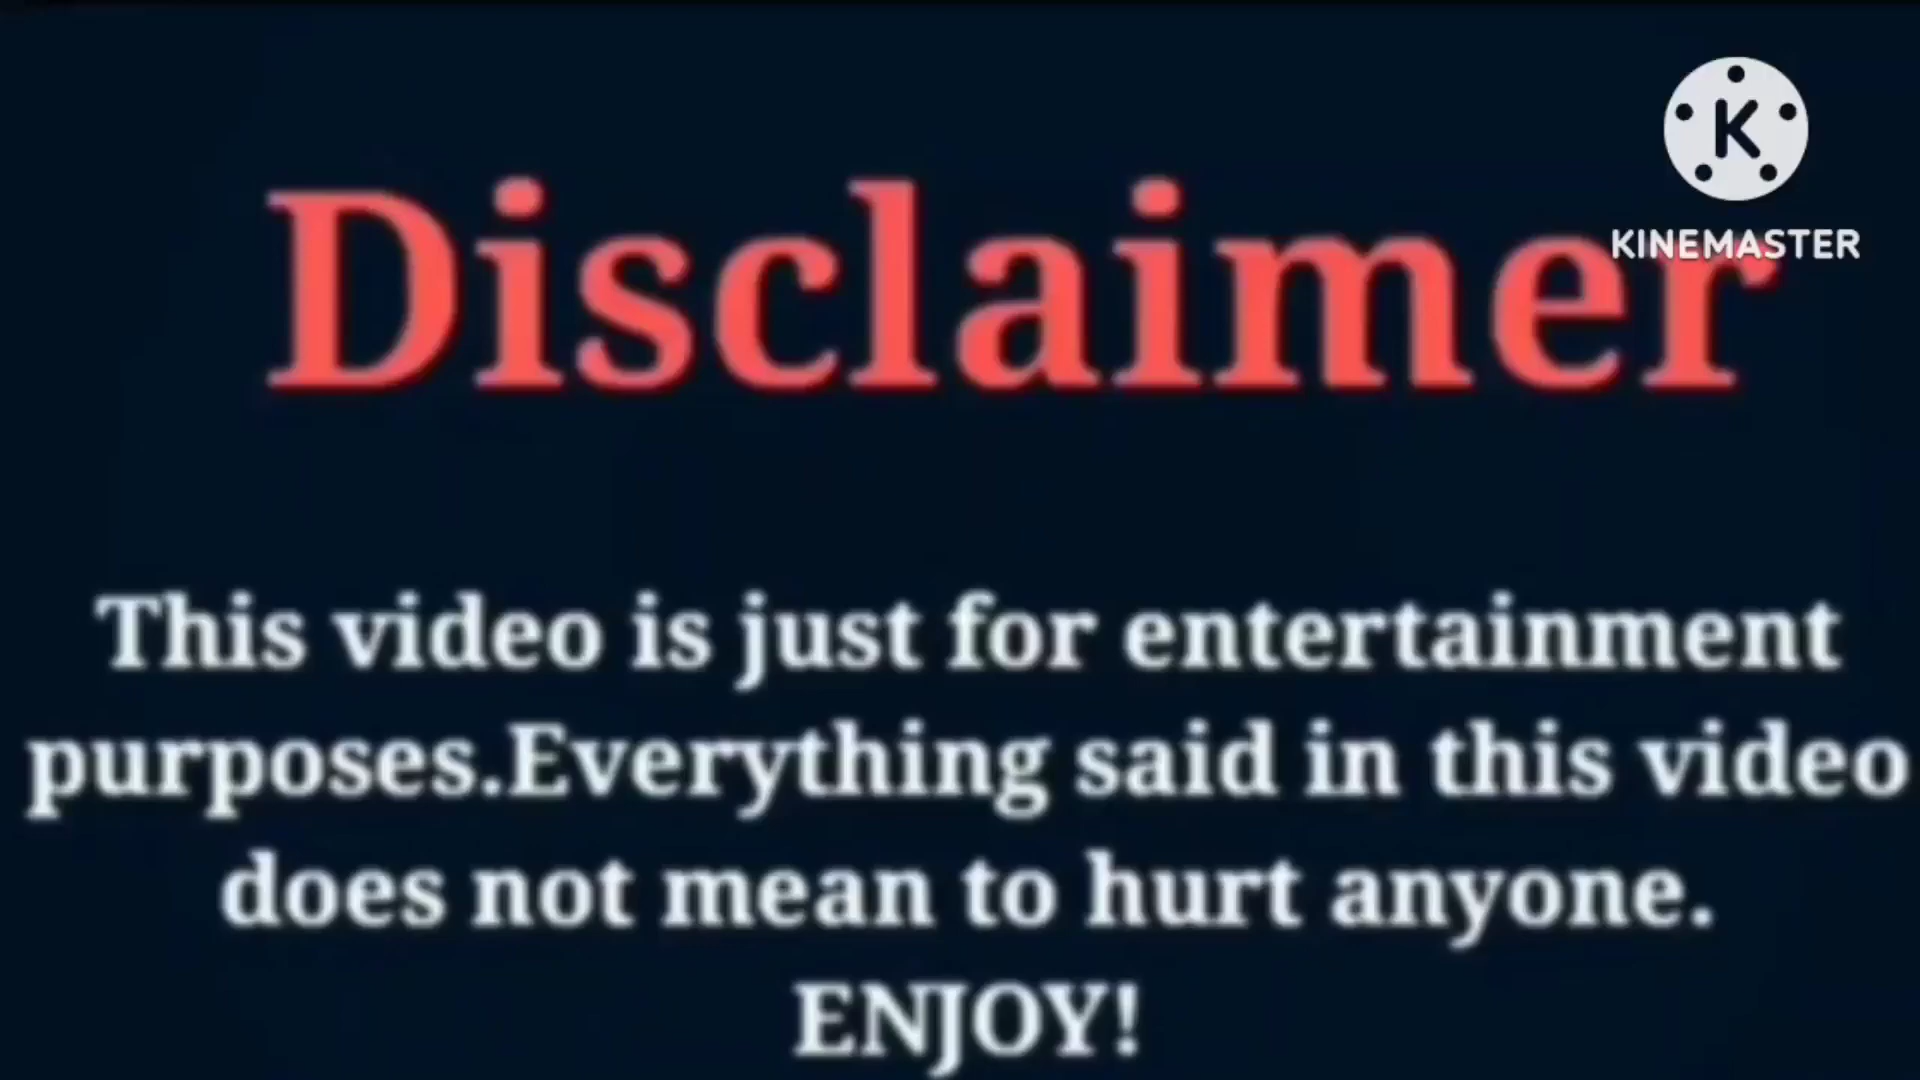 K
KINEMASTER
Disclaimer
This video is just for entertainment
purposes.Everything said in this video
does not mean to hurt anyone.
ENJOY!